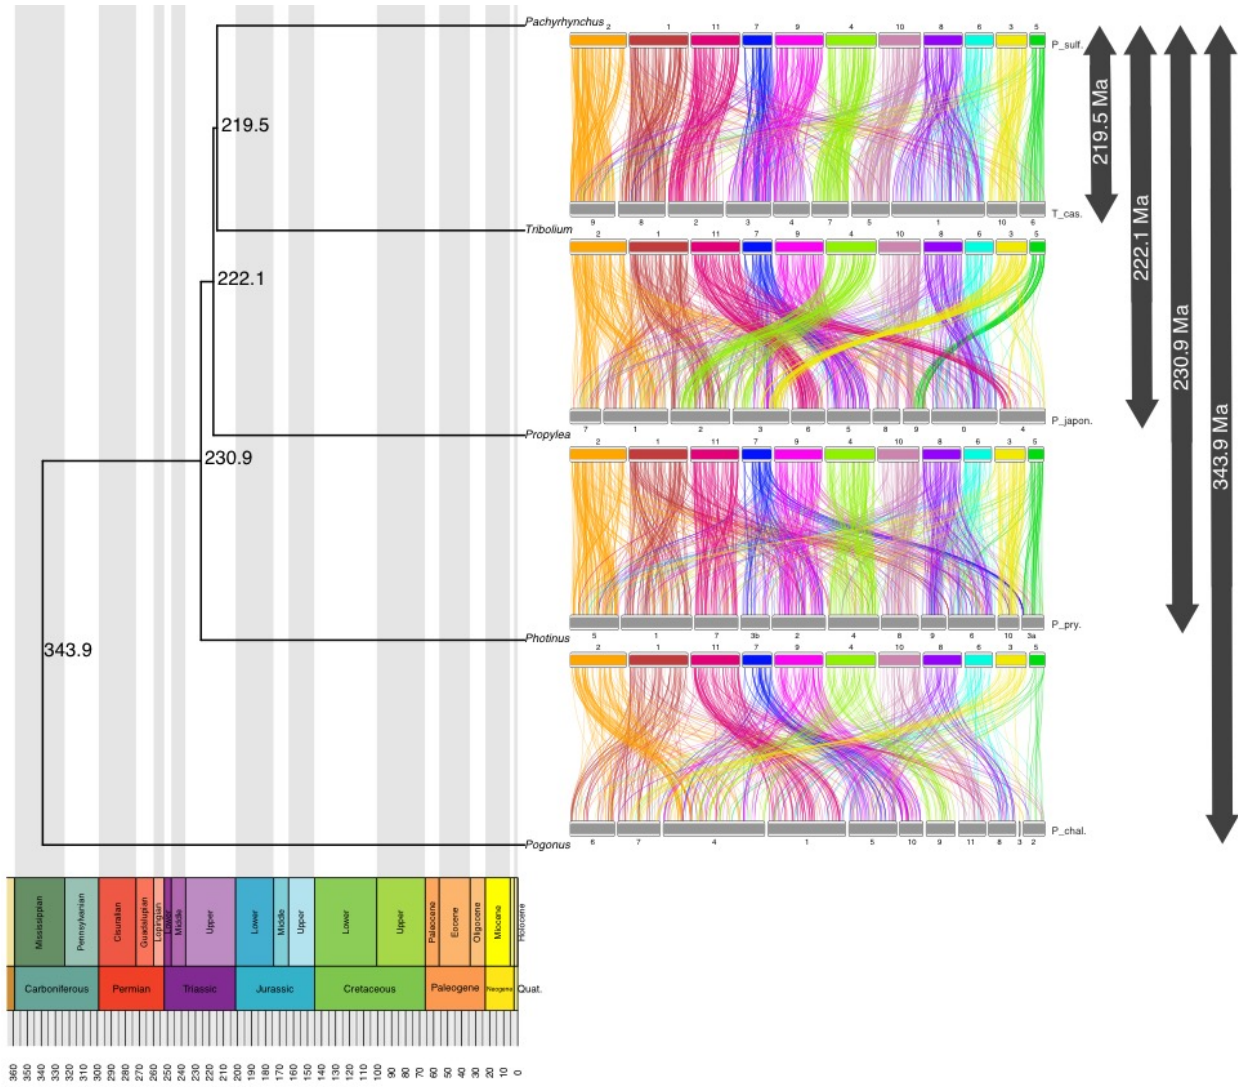 Pachyrhynchus
2 1 11 7 9 4 10 8 6 3 5
P_sulf.
219.5
219.5 Ma
222.1 Ma
230.9 Ma
343.9 Ma
9 8 2 3 4 7 5 1 10 6
T_cas.
Tribolium
2 1 11 7 9 4 10 8 6 3 5
222.1
7 1 2 3 6 5 8 9 0 4
P_japon.
Propylea
2 1 11 7 9 4 10 8 6 3 5
230.9
5 1 7 3b 2 4 8 9 6 10 3a
P_pry.
Photinus
2 1 11 7 9 4 10 8 6 3 5
343.9
6 7 4 1 5 10 9 11 8 3 2
P_chal.
Pogonus
Mississippian
Pennsylvanian
Cisuralian
Guadalupian
Lopingian
Lower
Middle
Upper
Lower
Middle
Upper
Lower
Upper
Paleocene
Eocene
Oligocene
Miocene
Holocene
Carboniferous Permian Triassic Jurassic Cretaceous Paleogene Neogene Quat.
360 350 340 330 320 310 300 290 280 270 260 250 240 230 220 210 200 190 180 170 160 150 140 130 120 110 100 90 80 70 60 50 40 30 20 10 0